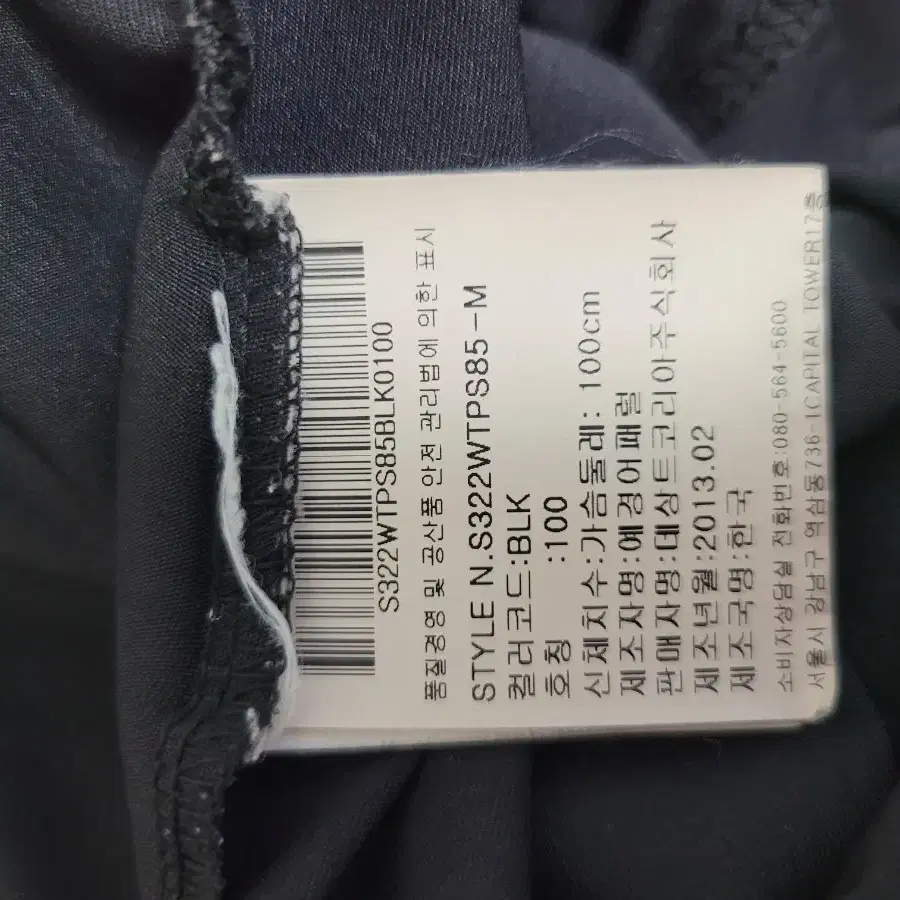 S322WTPS85BLK0100
품질경영 및 공산품 안전 관리법에 의한 표시
STYLE N.S322WTPS85-M
컬러코드:BLK
호칭 :100
신체치수:가슴둘레: 100cm
제조자명:예경어패럴
판매자명:데상트코리아주식회사
제조년월:2013.02
제조국명:한국
소비자상담실 전화번호:080-564-5600
서울시 강남구 역삼동736-1CAPITAL TOWER17층